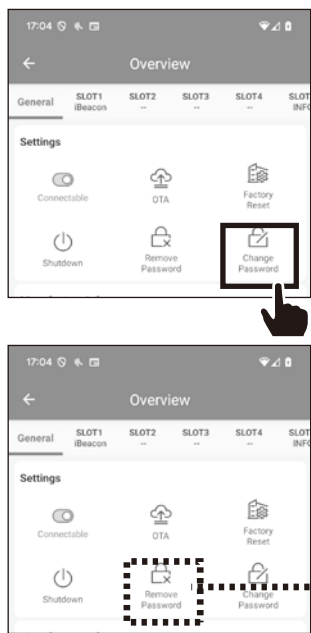 17:04
Overview
General SLOT1 SLOT2 SLOT3 SLOT4 SLOT
iBeacon -- -- -- INFO
Settings
Connectable OTA Factory
Reset
Shutdown Remove Change
Password Password
17:04
Overview
General SLOT1 SLOT2 SLOT3 SLOT4 SLOT
iBeacon -- -- -- INFO
Settings
Connectable OTA Factory
Reset
Shutdown Remove Change
Password Password